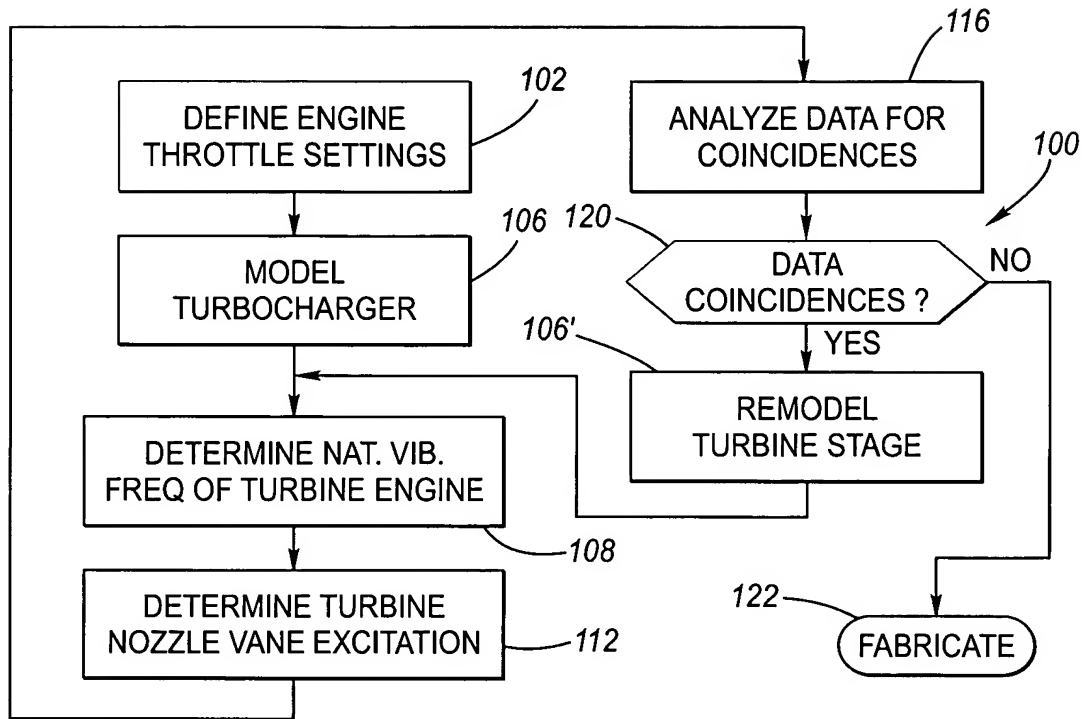 102
DEFINE ENGINE
THROTTLE SETTINGS
106
MODEL
TURBOCHARGER
DETERMINE NAT. VIB.
FREQ OF TURBINE ENGINE
108
DETERMINE TURBINE
NOZZLE VANE EXCITATION
112
116
ANALYZE DATA FOR
COINCIDENCES
100
120
DATA
COINCIDENCES ?
NO
YES
106'
REMODEL
TURBINE STAGE
122
FABRICATE